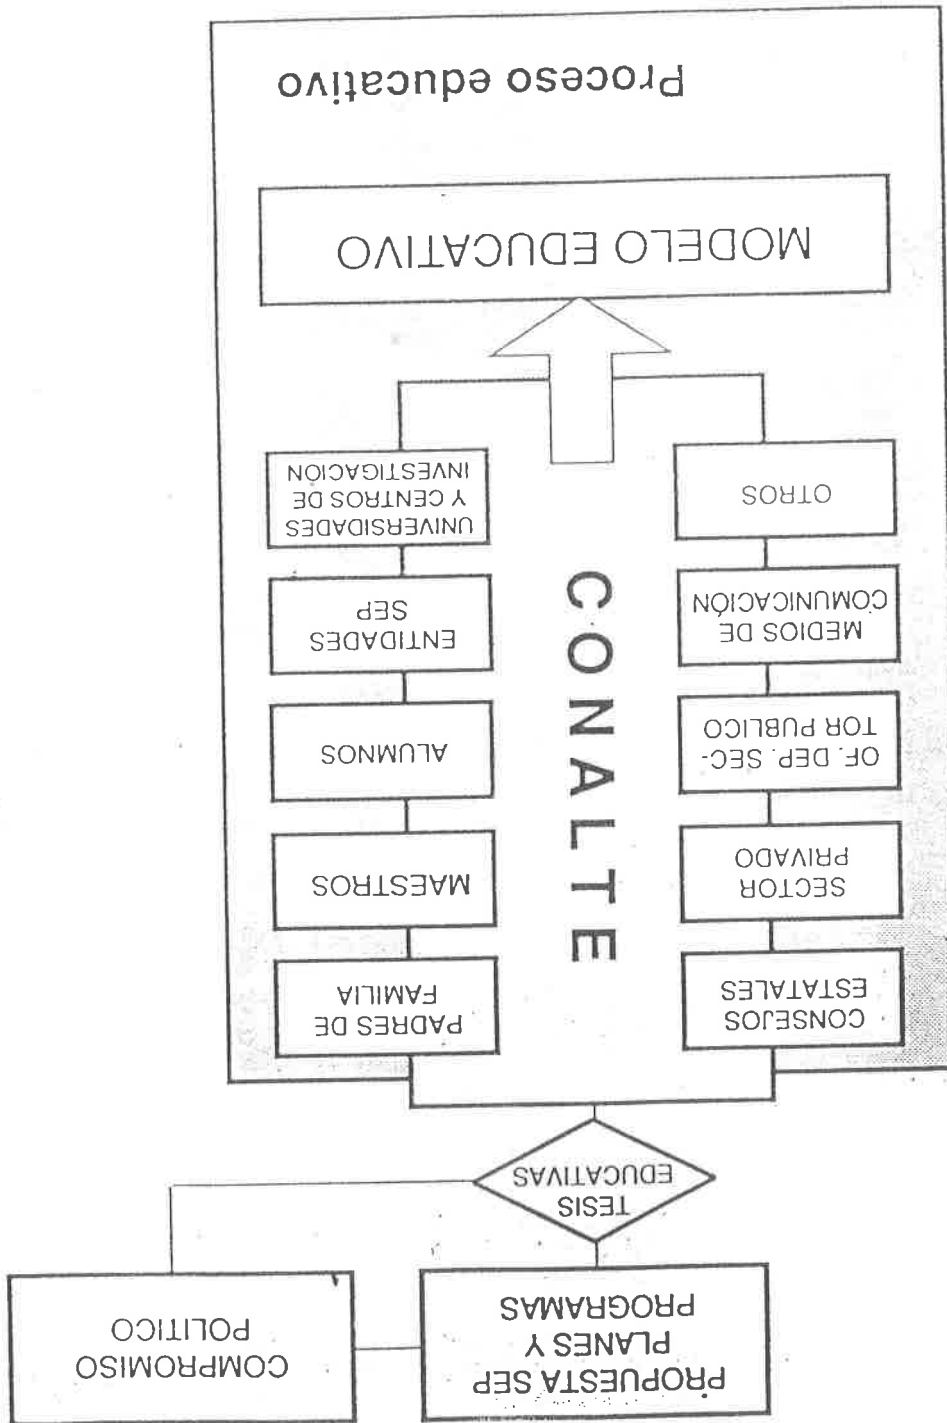 PROPUESTA SEP
PLANES Y
PROGRAMAS
COMPROMISO
POLITICO
TESIS
EDUCATIVAS
CONSEJOS
ESTATALES
SECTOR
PRIVADO
OF. DEP. SEC-
TOR PUBLICO
MEDIOS DE
COMUNICACIÓN
OTROS
CONALTE
PADRES DE
FAMILIA
MAESTROS
ALUMNOS
ENTIDADES
SEP
UNIVERSIDADES
Y CENTROS DE
INVESTIGACIÓN
MODELO EDUCATIVO
Proceso educativo